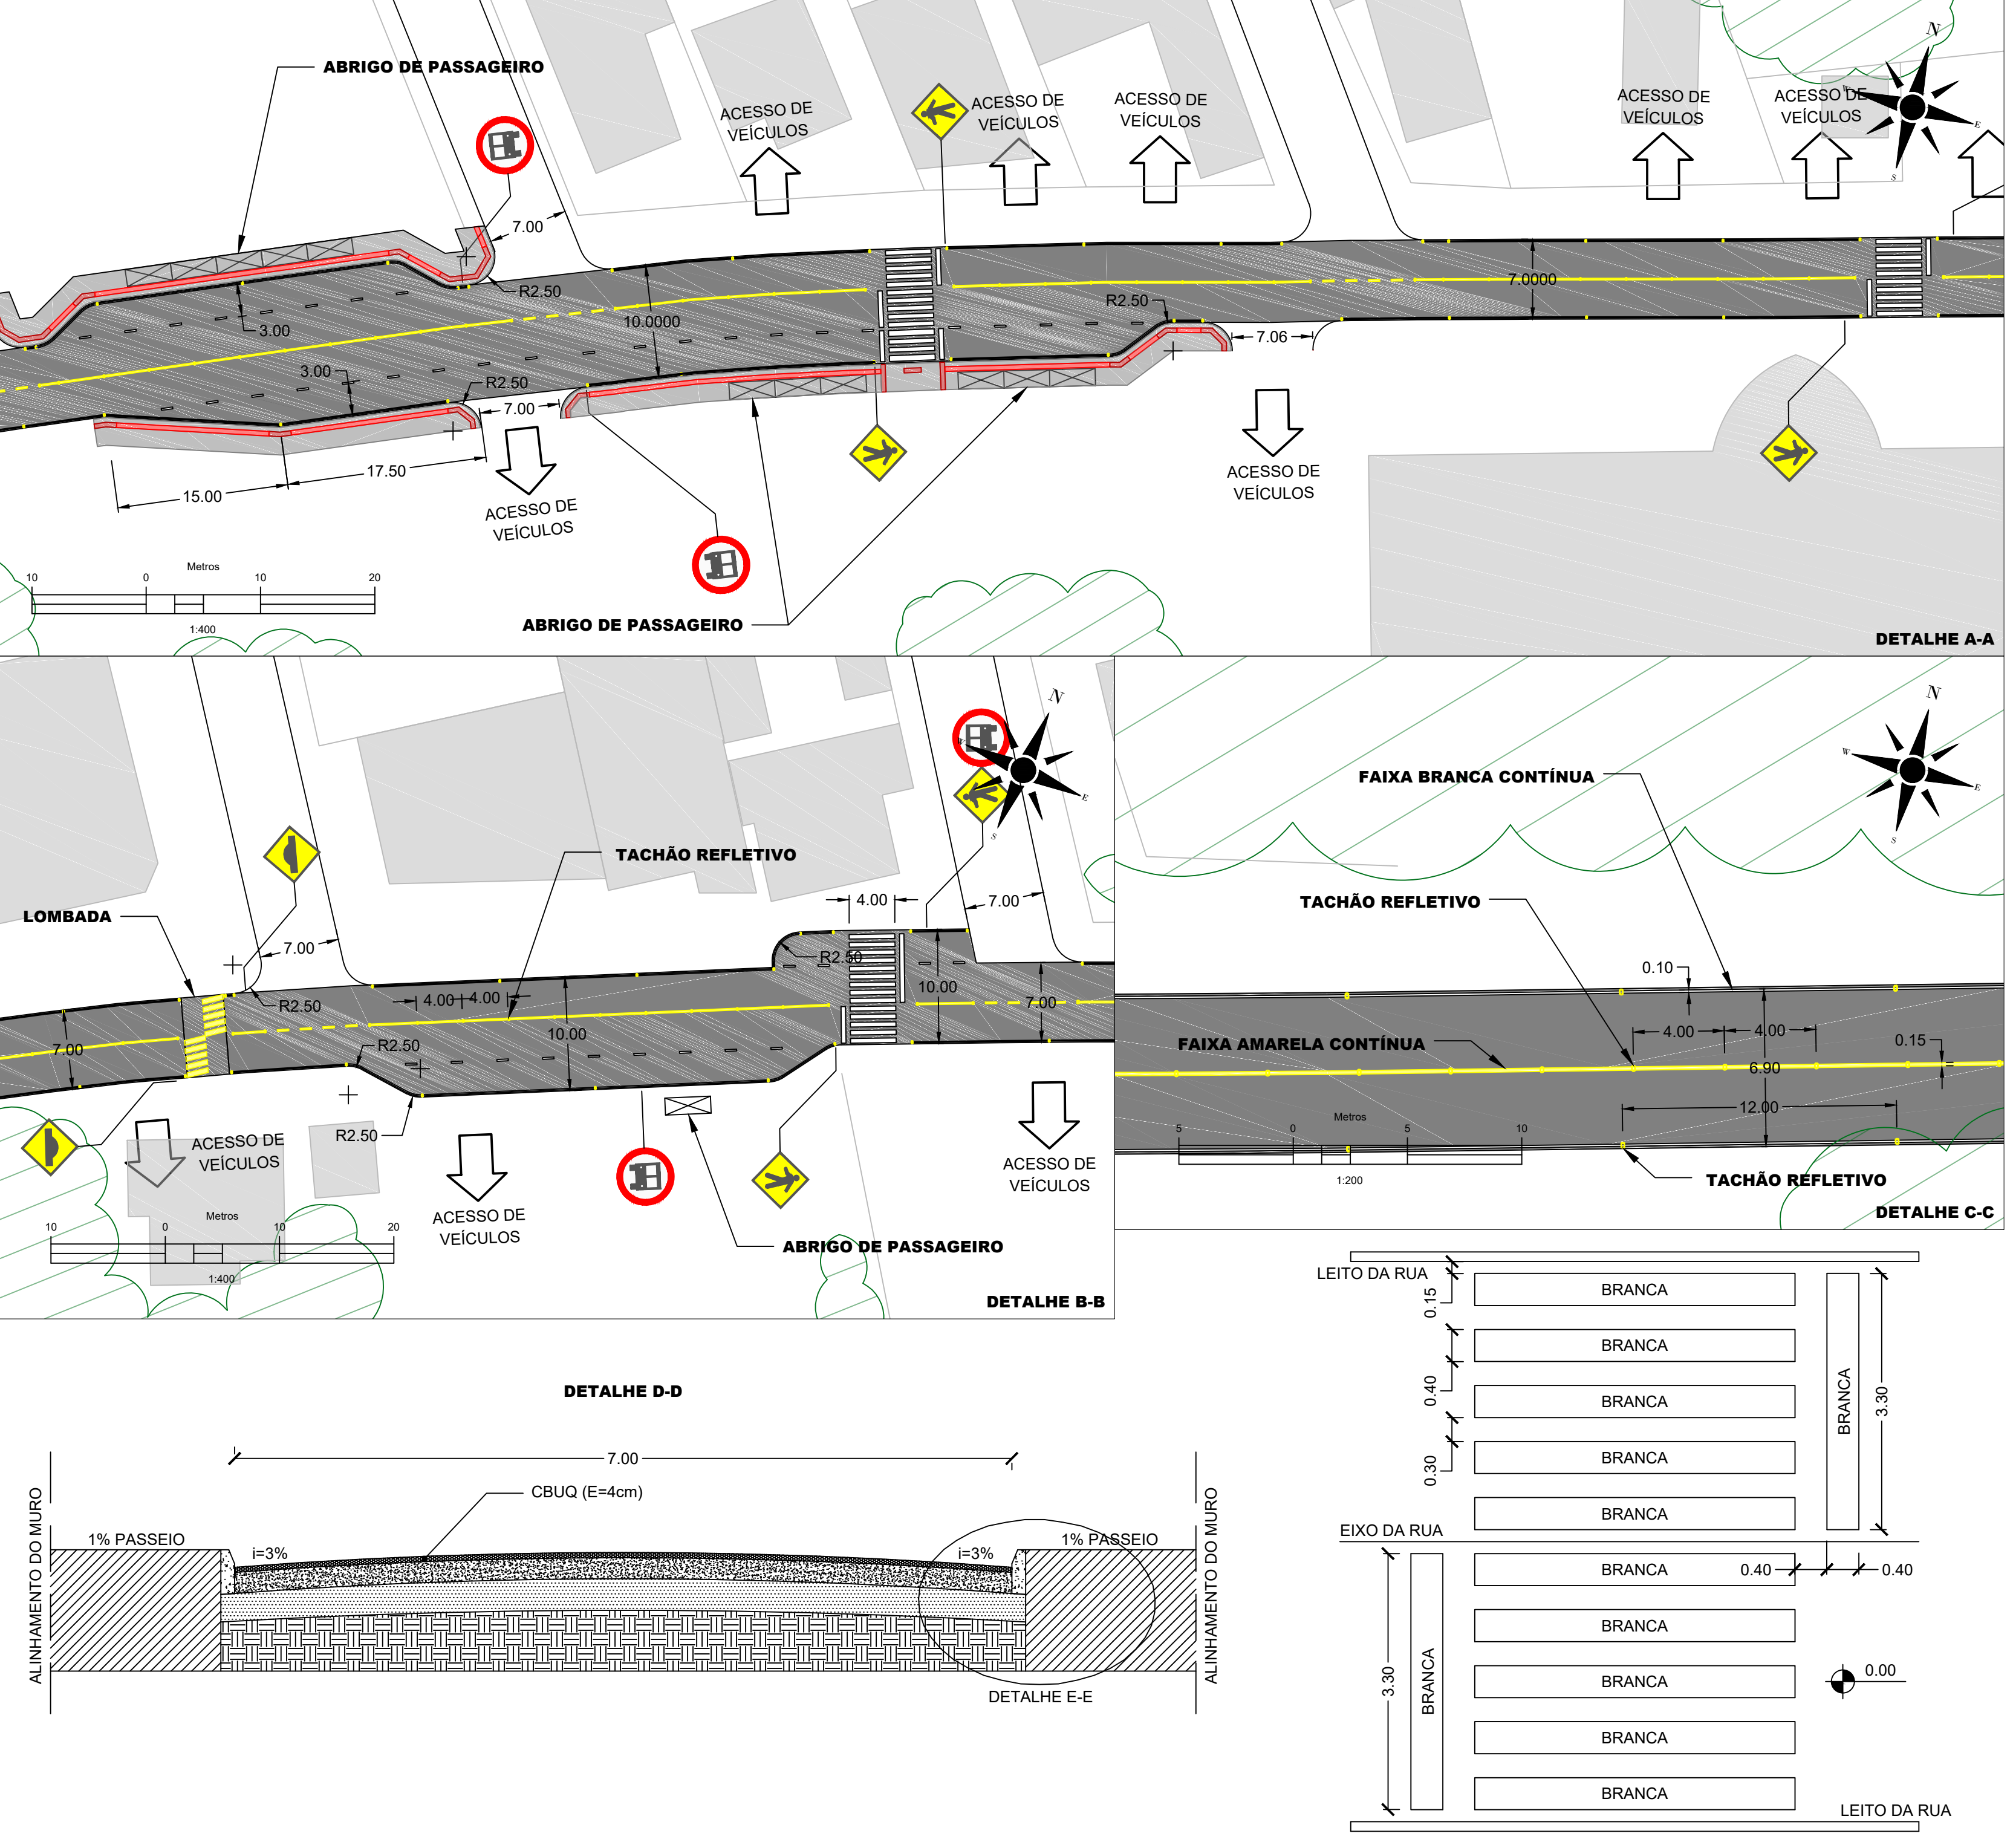 ABRIGO DE PASSAGEIRO
ACESSO DE
VEÍCULOS
ACESSO DE
VEÍCULOS
ACESSO DE
VEÍCULOS
ACESSO DE
VEÍCULOS
ACESSO DE
VEÍCULOS
N
W
E
S
7.00
R2.50
3.00
10.0000
R2.50
7.0000
7.06
3.00
R2.50
7.00
17.50
15.00
ACESSO DE
VEÍCULOS
ACESSO DE
VEÍCULOS
Metros
10
0
10
20
1:400
ABRIGO DE PASSAGEIRO
DETALHE A-A
N
W
E
S
TACHÃO REFLETIVO
LOMBADA
4.00
7.00
7.00
R2.50
R2.50
4.00
4.00
10.00
7.00
10.00
7.00
R2.50
R2.50
ACESSO DE
VEÍCULOS
ACESSO DE
VEÍCULOS
ACESSO DE
VEÍCULOS
Metros
10
0
10
20
1:400
ABRIGO DE PASSAGEIRO
DETALHE B-B
N
W
E
S
FAIXA BRANCA CONTÍNUA
TACHÃO REFLETIVO
0.10
4.00
4.00
0.15
FAIXA AMARELA CONTÍNUA
6.90
12.00
Metros
5
0
5
10
1:200
TACHÃO REFLETIVO
DETALHE C-C
DETALHE D-D
7.00
CBUQ (E=4cm)
ALINHAMENTO DO MURO
1% PASSEIO
i=3%
i=3%
1% PASSEIO
ALINHAMENTO DO MURO
DETALHE E-E
LEITO DA RUA
BRANCA
0.15
BRANCA
0.40
BRANCA
BRANCA
3.30
0.30
BRANCA
BRANCA
EIXO DA RUA
BRANCA
0.40
0.40
BRANCA
3.30
BRANCA
BRANCA
0.00
BRANCA
BRANCA
LEITO DA RUA